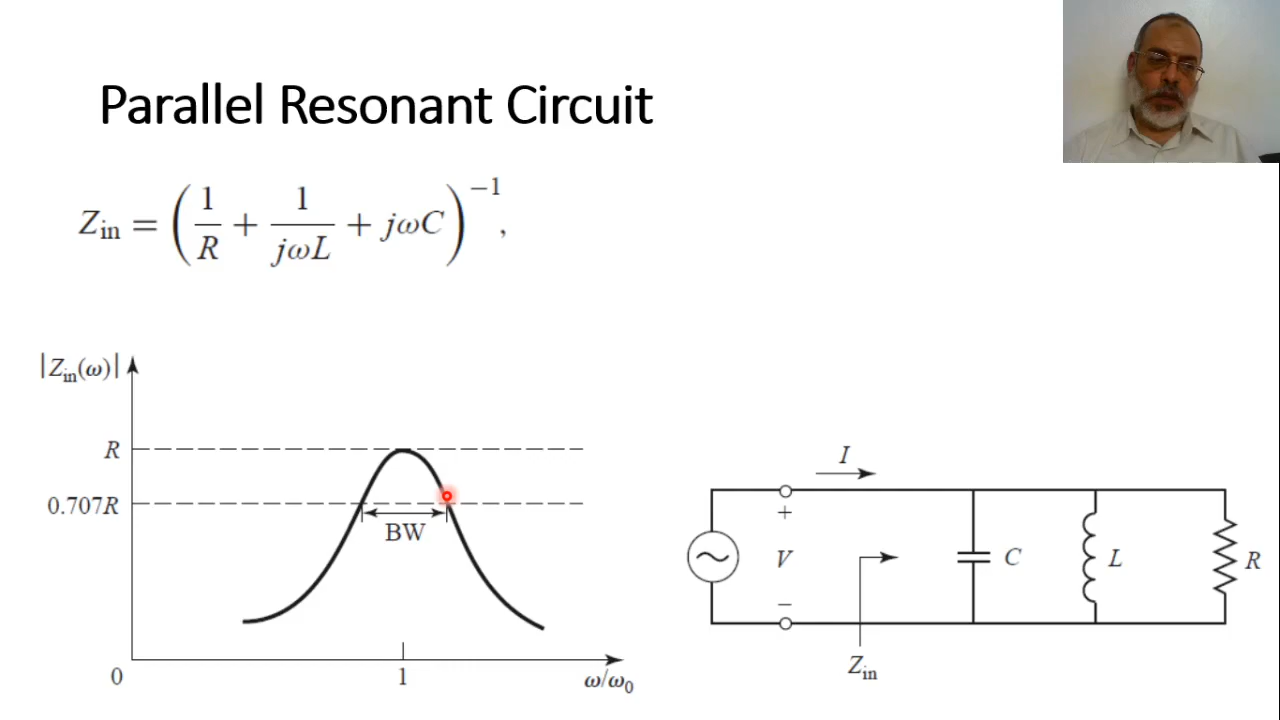 Parallel Resonant Circuit
Z_in = (1/R + 1/(jωL) + jωC)^−1,
|Z_in(ω)|
R
0.707R
BW
0
1
ω/ω_0
I
+
V
−
C
L
R
Z_in